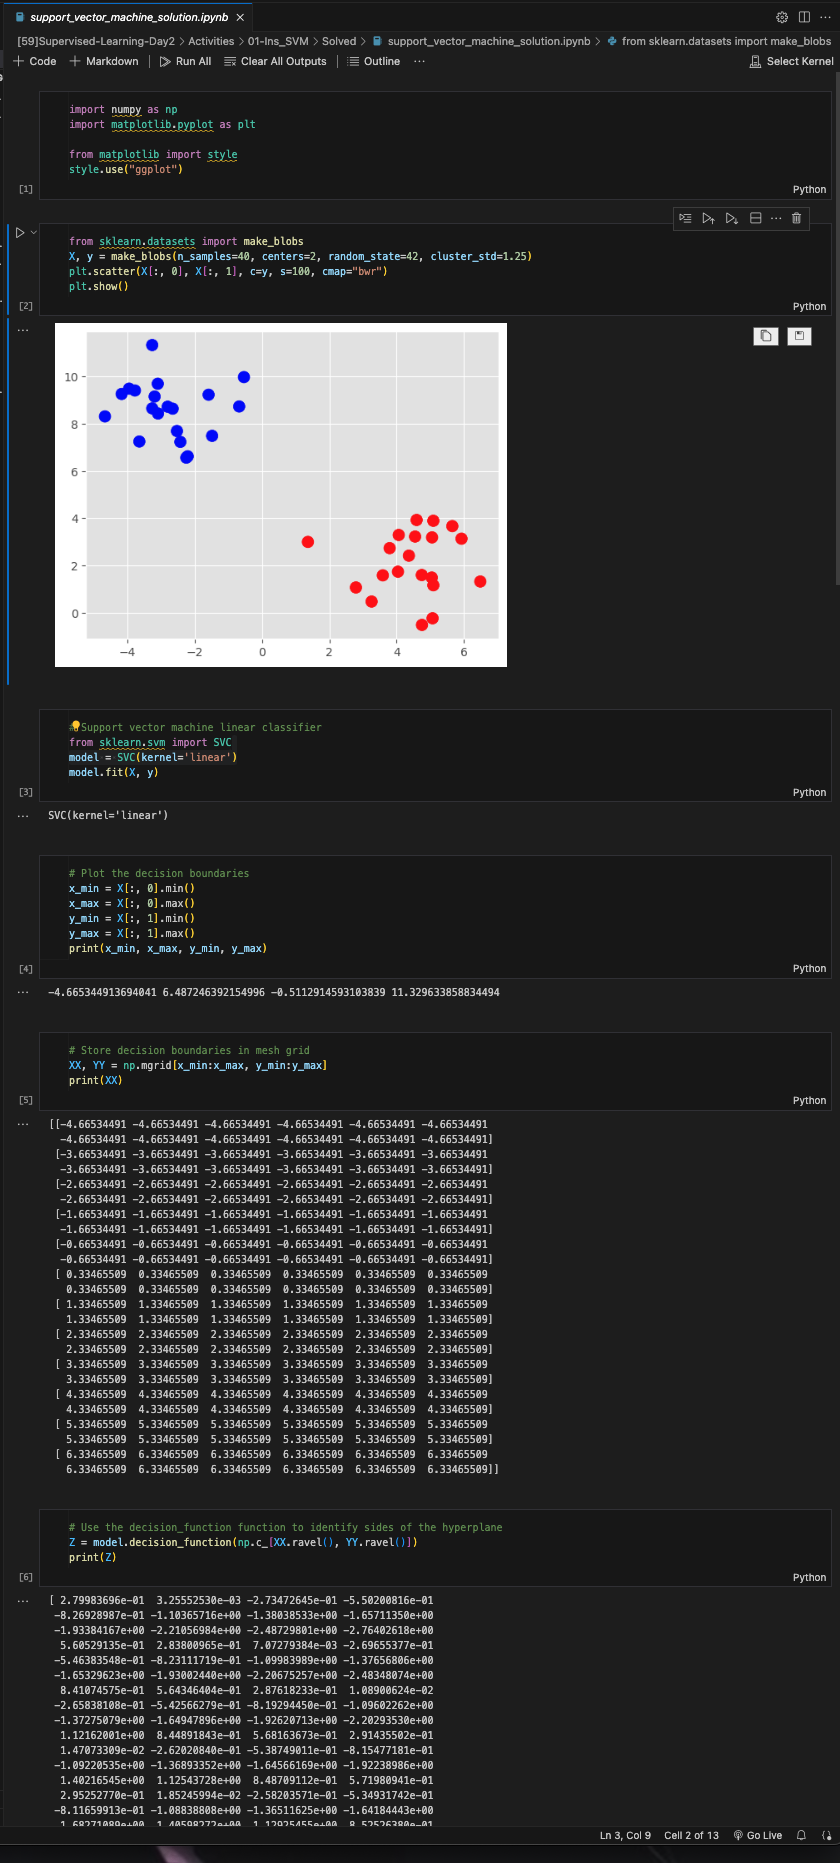 support_vector_machine_solution.ipynb ×
[59]Supervised-Learning-Day2 > Activities > 01-Ins_SVM > Solved > support_vector_machine_solution.ipynb > from sklearn.datasets import make_blobs
+ Code + Markdown | Run All Clear All Outputs | Outline ··· Select Kernel
import numpy as np
import matplotlib.pyplot as plt
from matplotlib import style
style.use("ggplot")
[1] Python
from sklearn.datasets import make_blobs
X, y = make_blobs(n_samples=40, centers=2, random_state=42, cluster_std=1.25)
plt.scatter(X[:, 0], X[:, 1], c=y, s=100, cmap="bwr")
plt.show()
[2] Python
10
8
6
4
2
0
−4 −2 0 2 4 6
# Support vector machine linear classifier
from sklearn.svm import SVC
model = SVC(kernel='linear')
model.fit(X, y)
[3] Python
SVC(kernel='linear')
# Plot the decision boundaries
x_min = X[:, 0].min()
x_max = X[:, 0].max()
y_min = X[:, 1].min()
y_max = X[:, 1].max()
print(x_min, x_max, y_min, y_max)
[4] Python
-4.665344913694041 6.487246392154996 -0.5112914593103839 11.329633858834494
# Store decision boundaries in mesh grid
XX, YY = np.mgrid[x_min:x_max, y_min:y_max]
print(XX)
[5] Python
[[-4.66534491 -4.66534491 -4.66534491 -4.66534491 -4.66534491 -4.66534491
-4.66534491 -4.66534491 -4.66534491 -4.66534491 -4.66534491 -4.66534491]
[-3.66534491 -3.66534491 -3.66534491 -3.66534491 -3.66534491 -3.66534491
-3.66534491 -3.66534491 -3.66534491 -3.66534491 -3.66534491 -3.66534491]
[-2.66534491 -2.66534491 -2.66534491 -2.66534491 -2.66534491 -2.66534491
-2.66534491 -2.66534491 -2.66534491 -2.66534491 -2.66534491 -2.66534491]
[-1.66534491 -1.66534491 -1.66534491 -1.66534491 -1.66534491 -1.66534491
-1.66534491 -1.66534491 -1.66534491 -1.66534491 -1.66534491 -1.66534491]
[-0.66534491 -0.66534491 -0.66534491 -0.66534491 -0.66534491 -0.66534491
-0.66534491 -0.66534491 -0.66534491 -0.66534491 -0.66534491 -0.66534491]
[ 0.33465509 0.33465509 0.33465509 0.33465509 0.33465509 0.33465509
0.33465509 0.33465509 0.33465509 0.33465509 0.33465509 0.33465509]
[ 1.33465509 1.33465509 1.33465509 1.33465509 1.33465509 1.33465509
1.33465509 1.33465509 1.33465509 1.33465509 1.33465509 1.33465509]
[ 2.33465509 2.33465509 2.33465509 2.33465509 2.33465509 2.33465509
2.33465509 2.33465509 2.33465509 2.33465509 2.33465509 2.33465509]
[ 3.33465509 3.33465509 3.33465509 3.33465509 3.33465509 3.33465509
3.33465509 3.33465509 3.33465509 3.33465509 3.33465509 3.33465509]
[ 4.33465509 4.33465509 4.33465509 4.33465509 4.33465509 4.33465509
4.33465509 4.33465509 4.33465509 4.33465509 4.33465509 4.33465509]
[ 5.33465509 5.33465509 5.33465509 5.33465509 5.33465509 5.33465509
5.33465509 5.33465509 5.33465509 5.33465509 5.33465509 5.33465509]
[ 6.33465509 6.33465509 6.33465509 6.33465509 6.33465509 6.33465509
6.33465509 6.33465509 6.33465509 6.33465509 6.33465509 6.33465509]]
# Use the decision_function function to identify sides of the hyperplane
Z = model.decision_function(np.c_[XX.ravel(), YY.ravel()])
print(Z)
[6] Python
[ 2.79983696e-01 3.25552530e-03 -2.73472645e-01 -5.50200816e-01
-8.26928987e-01 -1.10365716e+00 -1.38038533e+00 -1.65711350e+00
-1.93384167e+00 -2.21056984e+00 -2.48729801e+00 -2.76402618e+00
5.60529135e-01 2.83800965e-01 7.07279384e-03 -2.69655377e-01
-5.46383548e-01 -8.23111719e-01 -1.09983989e+00 -1.37656806e+00
-1.65329623e+00 -1.93002440e+00 -2.20675257e+00 -2.48348074e+00
8.41074575e-01 5.64346404e-01 2.87618233e-01 1.08900624e-02
-2.65838108e-01 -5.42566279e-01 -8.19294450e-01 -1.09602262e+00
-1.37275079e+00 -1.64947896e+00 -1.92620713e+00 -2.20293530e+00
1.12162001e+00 8.44891843e-01 5.68163673e-01 2.91435502e-01
1.47073309e-02 -2.62020840e-01 -5.38749011e-01 -8.15477181e-01
-1.09220535e+00 -1.36893352e+00 -1.64566169e+00 -1.92238986e+00
1.40216545e+00 1.12543728e+00 8.48709112e-01 5.71980941e-01
2.95252770e-01 1.85245994e-02 -2.58203571e-01 -5.34931742e-01
-8.11659913e-01 -1.08838808e+00 -1.36511625e+00 -1.64184443e+00
1.68271089e+00 1.40598272e+00 1.12925455e+00 8.52526380e-01
Ln 3, Col 9 Cell 2 of 13 Go Live